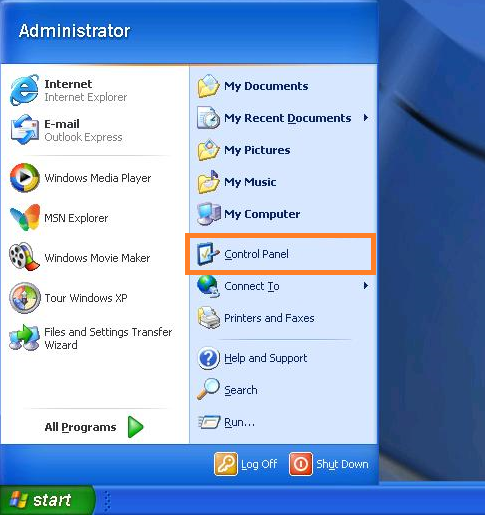 Administrator
Internet
Internet Explorer
E-mail
Outlook Express
Windows Media Player
MSN Explorer
Windows Movie Maker
Tour Windows XP
Files and Settings Transfer
Wizard
All Programs
My Documents
My Recent Documents
My Pictures
My Music
My Computer
Control Panel
Connect To
Printers and Faxes
Help and Support
Search
Run...
Log Off
Shut Down
start